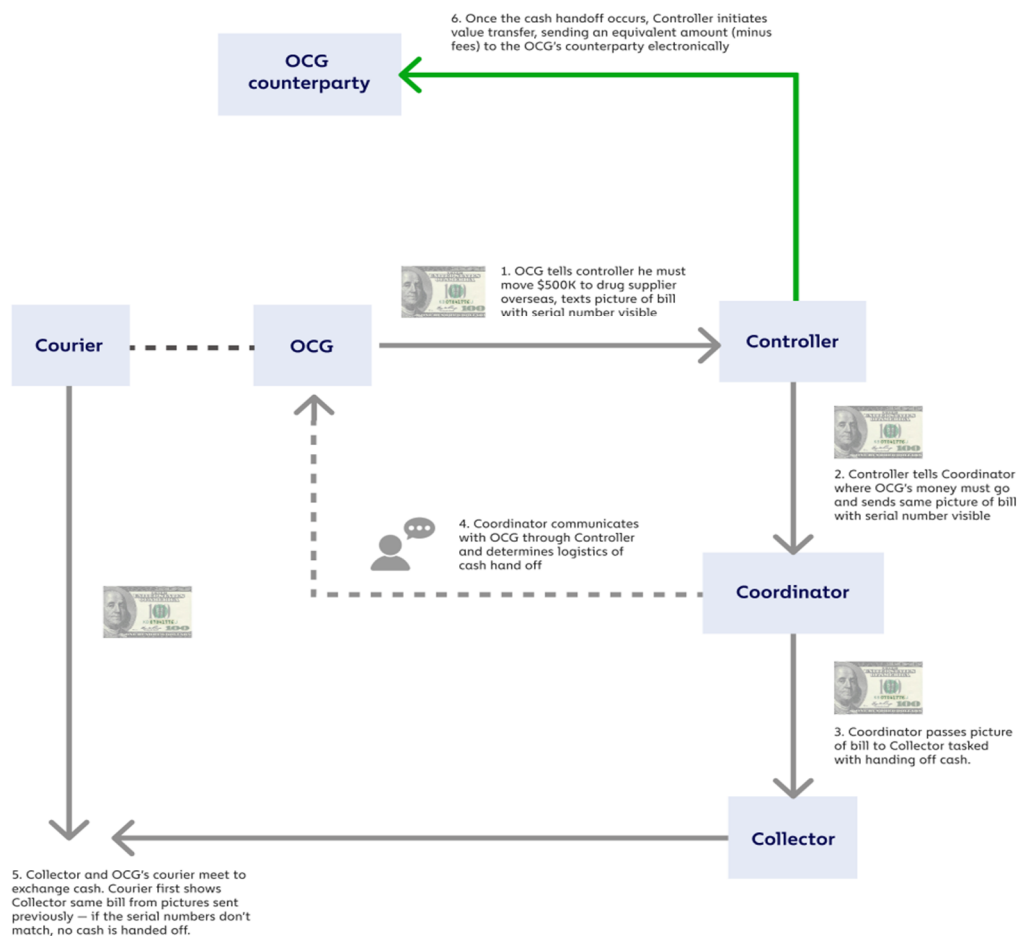 6. Once the cash handoff occurs, Controller initiates
value transfer, sending an equivalent amount (minus
fees) to the OCG's counterparty electronically
OCG
counterparty
1. OCG tells controller he must
move $500K to drug supplier
overseas, texts picture of bill
with serial number visible
100
Courier
OCG
Controller
2. Controller tells Coordinator
where OCG's money must go
and sends same picture of bill
with serial number visible
100
4. Coordinator communicates
with OCG through Controller
and determines logistics of
cash hand off
Coordinator
100
100
3. Coordinator passes picture
of bill to Collector tasked
with handing off cash.
Collector
5. Collector and OCG's courier meet to
exchange cash. Courier first shows
Collector same bill from pictures sent
previously — if the serial numbers don't
match, no cash is handed off.